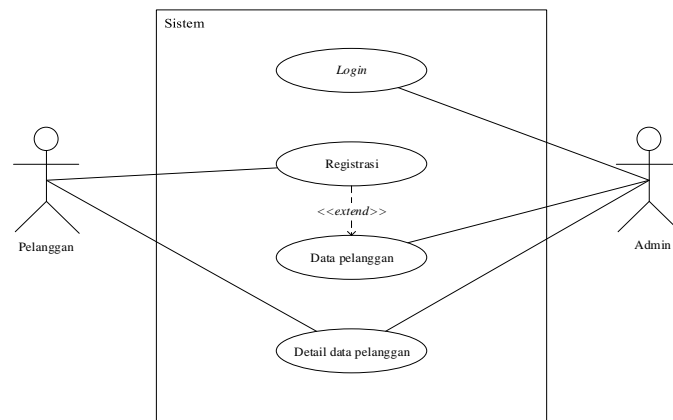 Sistem
Login
Registrasi
<<extend>>
Pelanggan
Admin
Data pelanggan
Detail data pelanggan